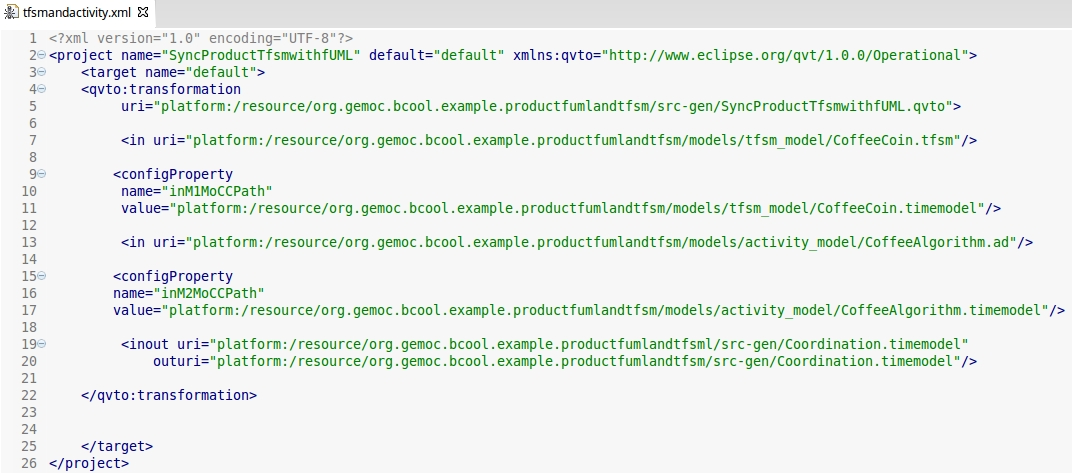 tfsmandactivity.xml
1 <?xml version="1.0" encoding="UTF-8"?>
2 <project name="SyncProductTfsmwithfUML" default="default" xmlns:qvto="http://www.eclipse.org/qvt/1.0.0/Operational">
3 <target name="default">
4 <qvto:transformation
5 uri="platform:/resource/org.gemoc.bcool.example.productfumlandtfsm/src-gen/SyncProductTfsmwithfUML.qvto">
6
7 <in uri="platform:/resource/org.gemoc.bcool.example.productfumlandtfsm/models/tfsm_model/CoffeeCoin.tfsm"/>
8
9 <configProperty
10 name="inM1MoCCPath"
11 value="platform:/resource/org.gemoc.bcool.example.productfumlandtfsm/models/tfsm_model/CoffeeCoin.timemodel"/>
12
13 <in uri="platform:/resource/org.gemoc.bcool.example.productfumlandtfsm/models/activity_model/CoffeeAlgorithm.ad"/>
14
15 <configProperty
16 name="inM2MoCCPath"
17 value="platform:/resource/org.gemoc.bcool.example.productfumlandtfsm/models/activity_model/CoffeeAlgorithm.timemodel"/>
18
19 <inout uri="platform:/resource/org.gemoc.bcool.example.productfumlandtfsml/src-gen/Coordination.timemodel"
20 outuri="platform:/resource/org.gemoc.bcool.example.productfumlandtfsm/src-gen/Coordination.timemodel"/>
21
22 </qvto:transformation>
23
24
25 </target>
26 </project>